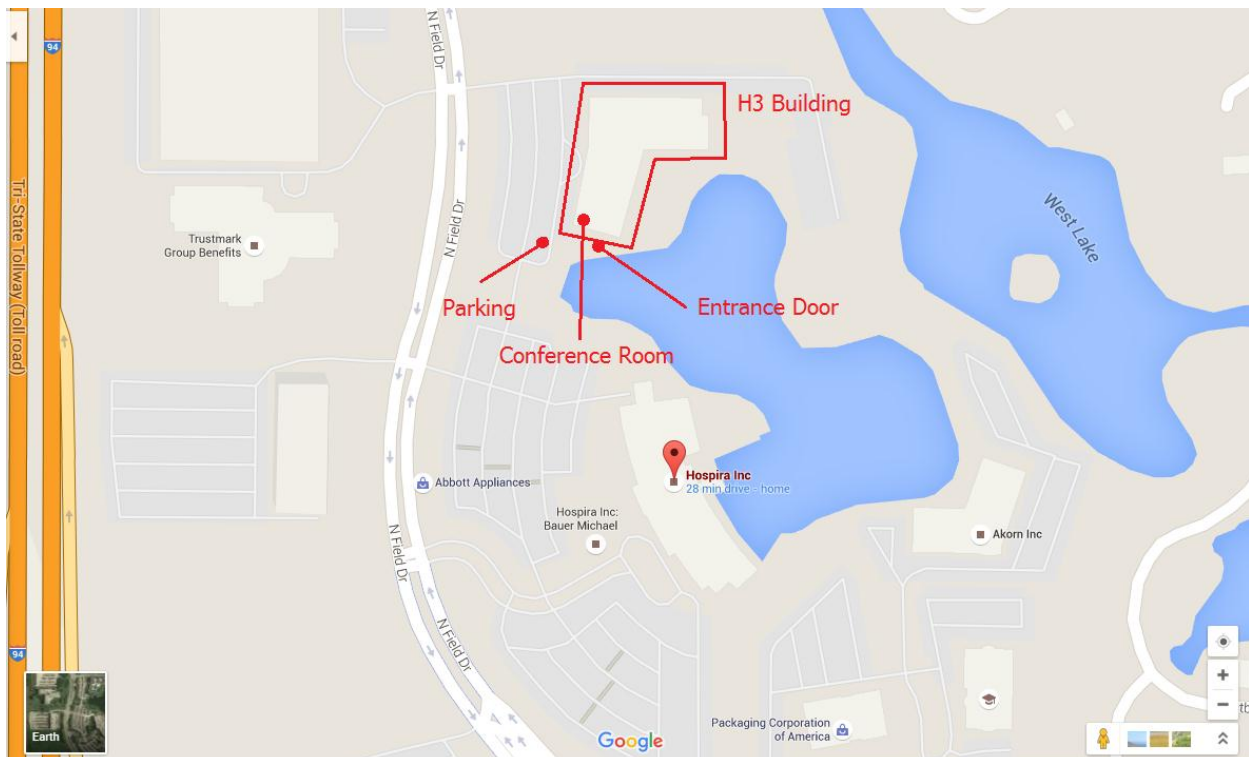 94
N Field Dr
N Field Dr
H3 Building
Tri-State Tollway (Toll road)
Trustmark
Group Benefits
N Field Dr
West Lake
Parking
Entrance Door
Conference Room
Hospira Inc
28 min drive - home
Abbott Appliances
Hospira Inc:
Bauer Michael
Akorn Inc
N Field Dr
N Field Dr
94
Earth
Google
Packaging Corporation
of America